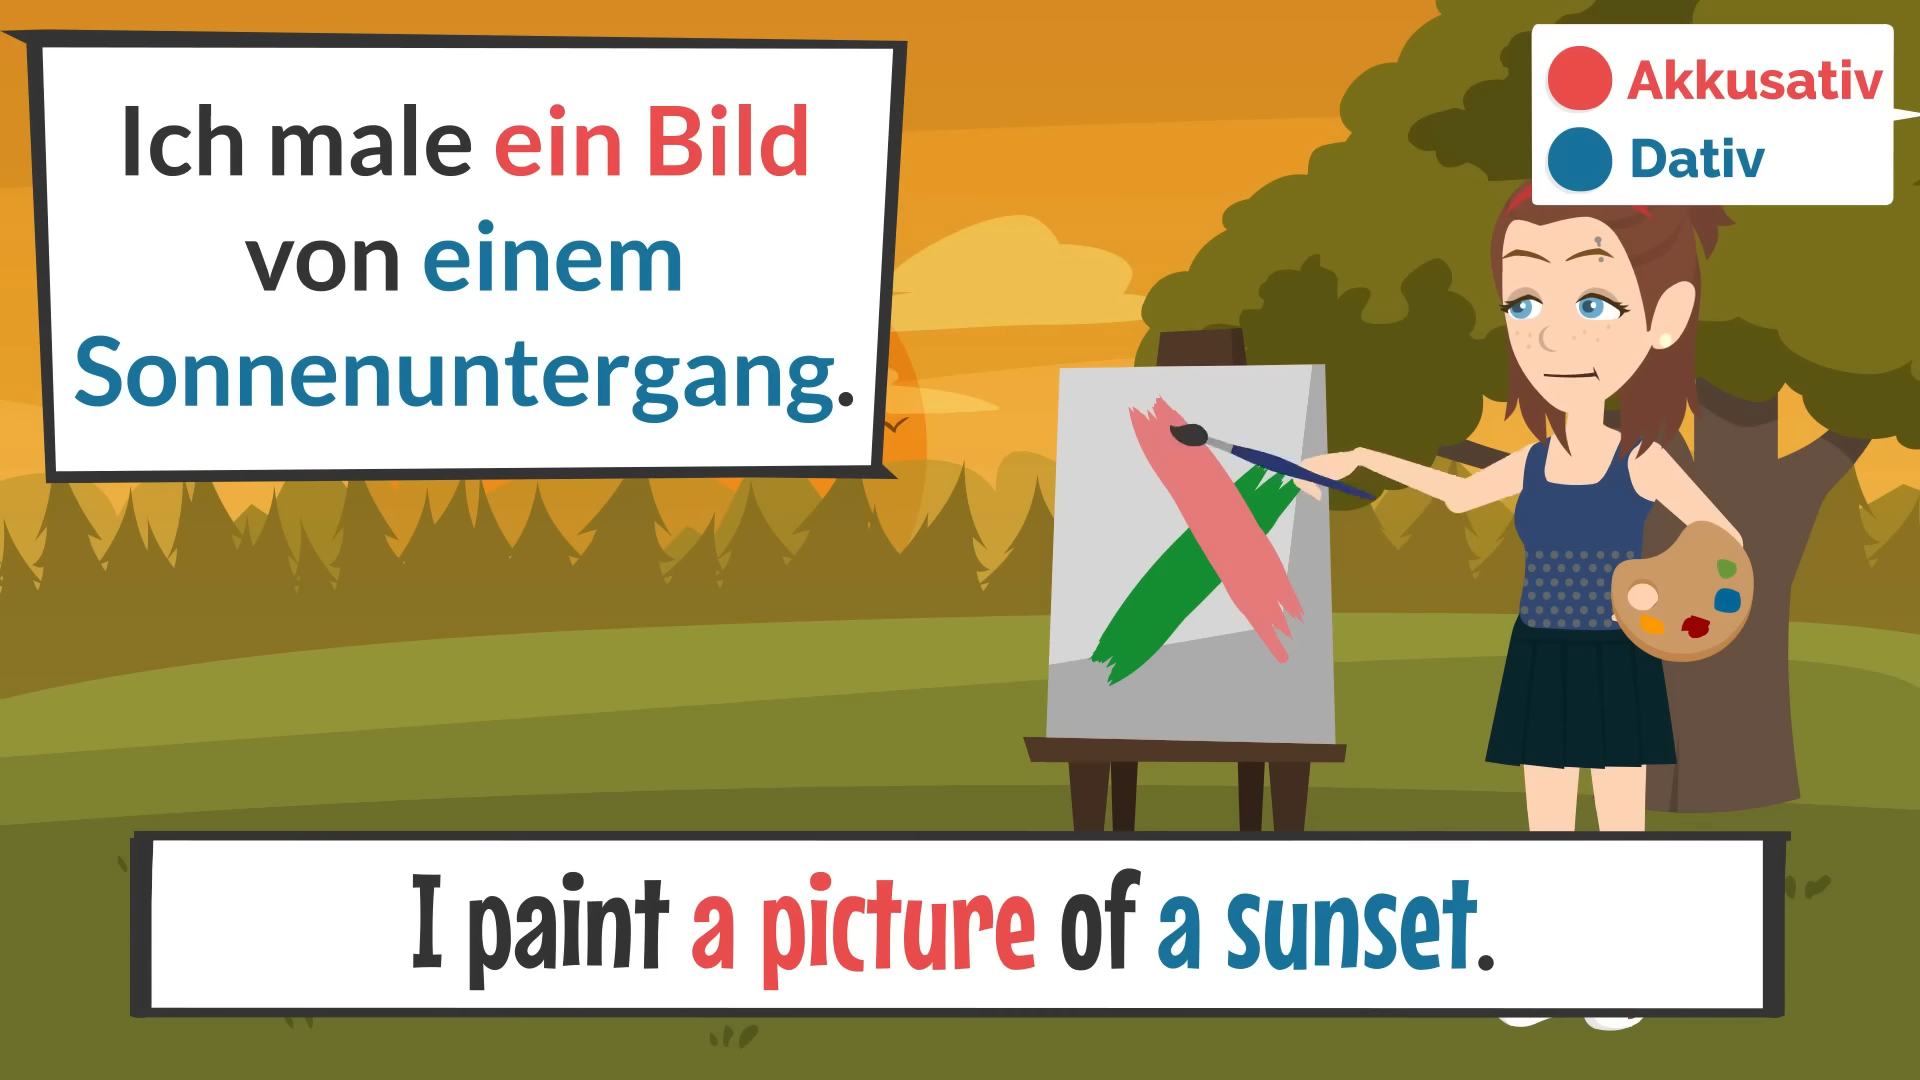 Ich male ein Bild
von einem
Sonnenuntergang.
Akkusativ
Dativ
I paint a picture of a sunset.